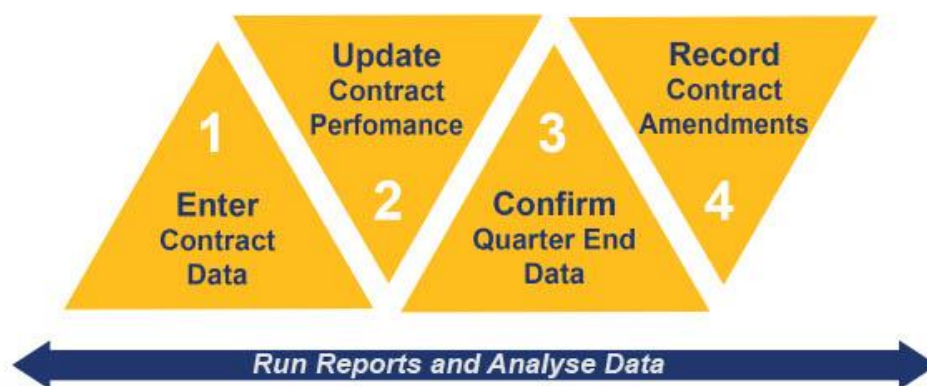 1
Enter
Contract
Data
Update
Contract
Perfomance
2
3
Confirm
Quarter End
Data
Record
Contract
Amendments
4
Run Reports and Analyse Data